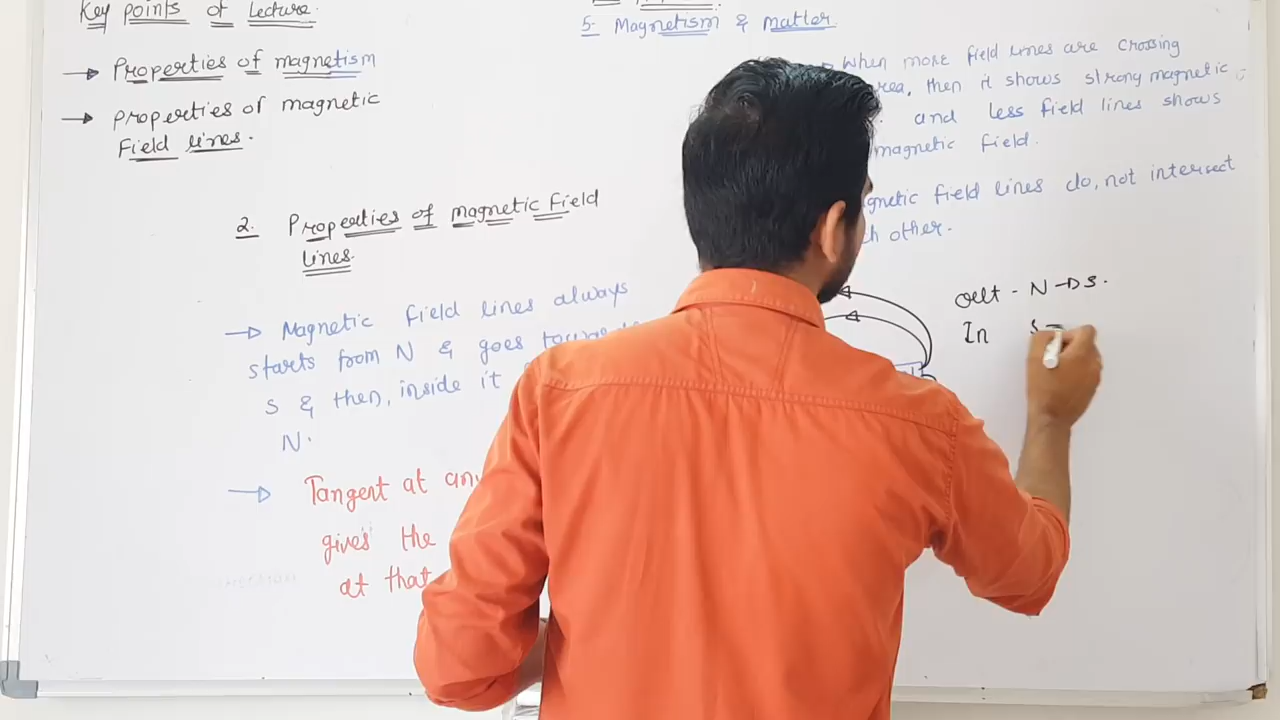 Key points of Lecture.
→ Properties of magnetism
→ properties of magnetic
Field lines.
5. Magnetism & matter
2. Properties of magnetic Field
lines.
→ Magnetic field lines always
starts from N & goes
S & then, inside it
N.
→ Tangent at
gives the
at that
When more field lines are crossing
then it shows strong magnetic
and less field lines shows
magnetic field.
field lines do, not intersect
other.
out - N → S.
In S